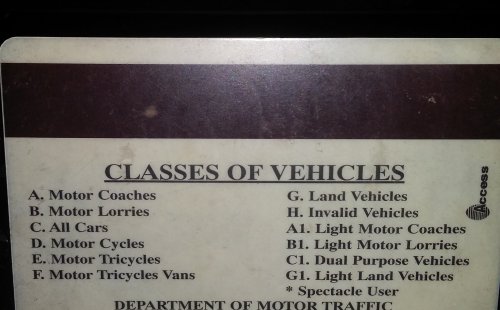 CLASSES OF VEHICLES
A. Motor Coaches
B. Motor Lorries
C. All Cars
D. Motor Cycles
E. Motor Tricycles
F. Motor Tricycles Vans
G. Land Vehicles
H. Invalid Vehicles
A1. Light Motor Coaches
B1. Light Motor Lorries
C1. Dual Purpose Vehicles
G1. Light Land Vehicles
* Spectacle User
Access
DEPARTMENT OF MOTOR TRAFFIC